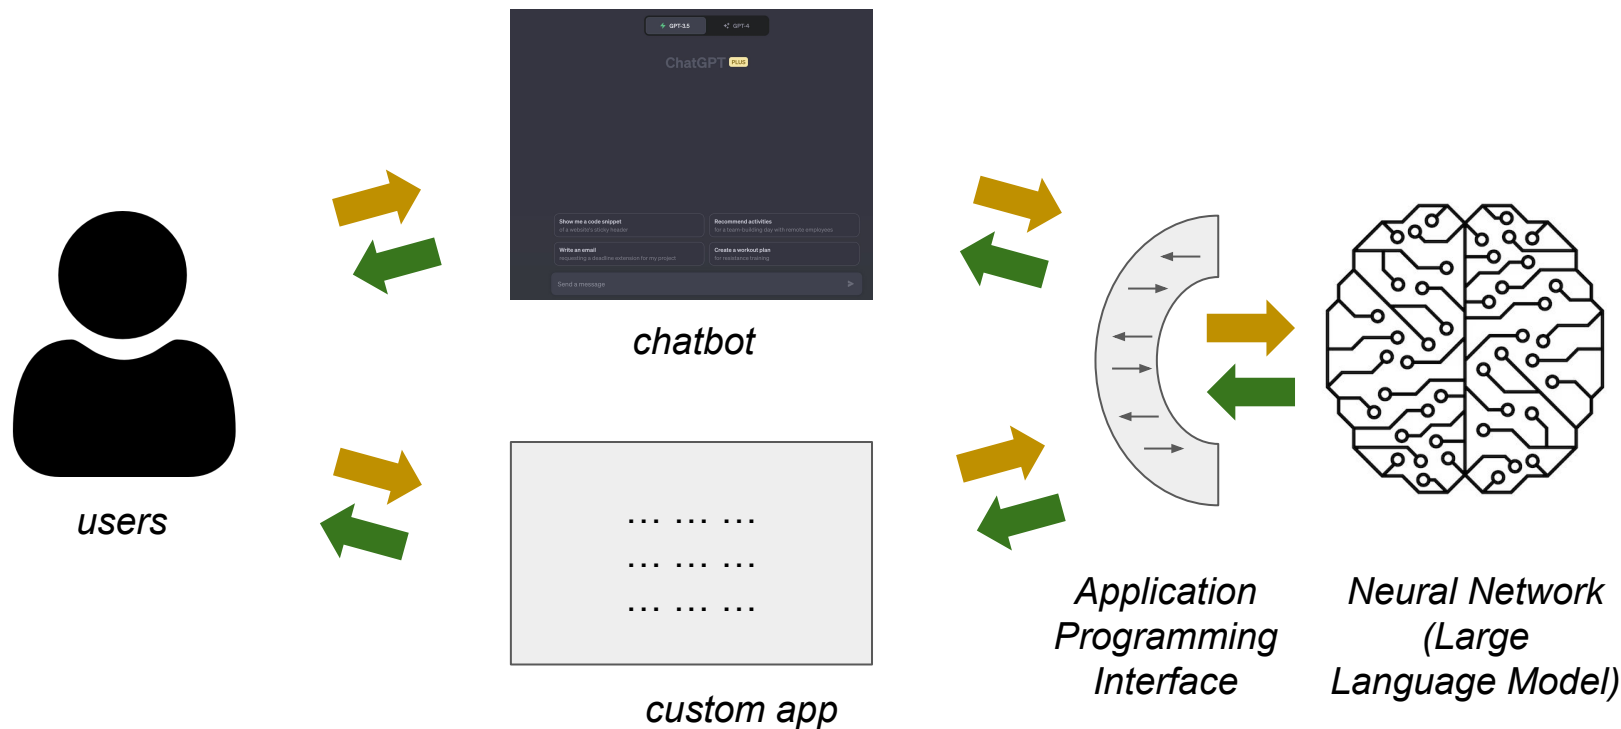 GPT-3.5 GPT-4
ChatGPT PLUS
Show me a code snippet
of a website's sticky header
Recommend activities
for a team-building day with remote employees
Write an email
requesting a deadline extension for my project
Create a workout plan
for resistance training
Send a message
chatbot
users
... ... ...
... ... ...
... ... ...
custom app
Application
Programming
Interface
Neural Network
(Large
Language Model)